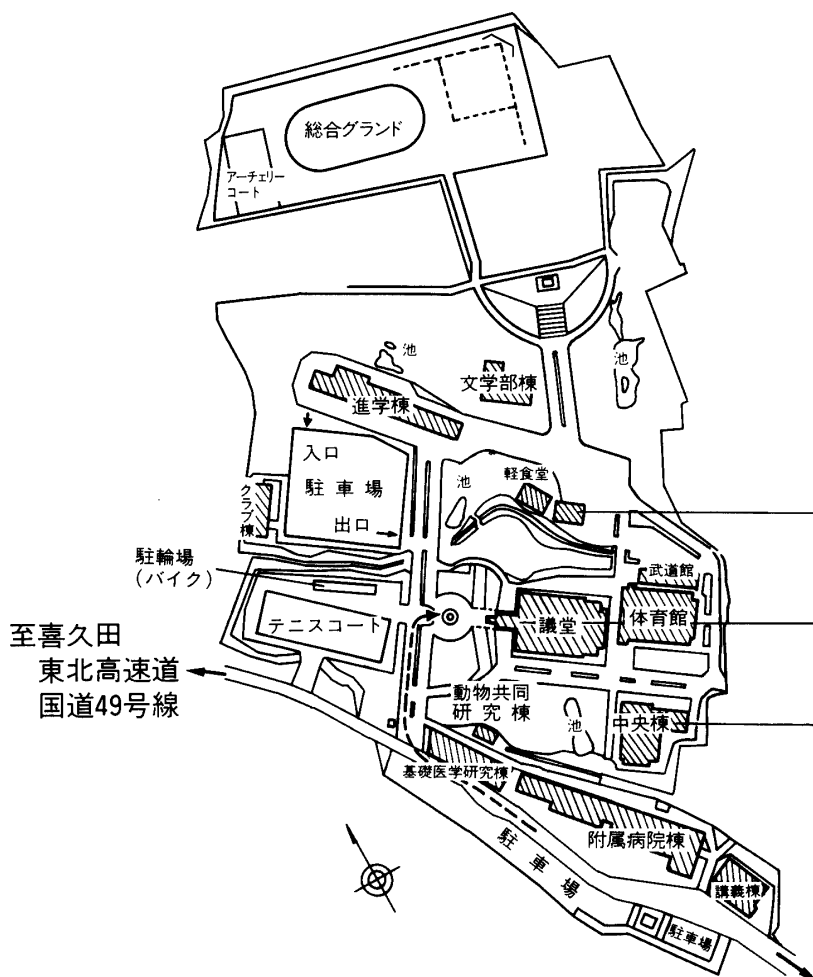 総合グランド
アーチェリー
コート
池
文学部棟
池
進学棟
入口
駐車場
出口
クラブ棟
池
軽食堂
駐輪場
(バイク)
武道館
テニスコート
議堂
体育館
至喜久田
東北高速道
国道49号線
動物共同
研究棟
池
中央棟
基礎医学研究棟
附属病院棟
駐車場
講義棟
駐車場